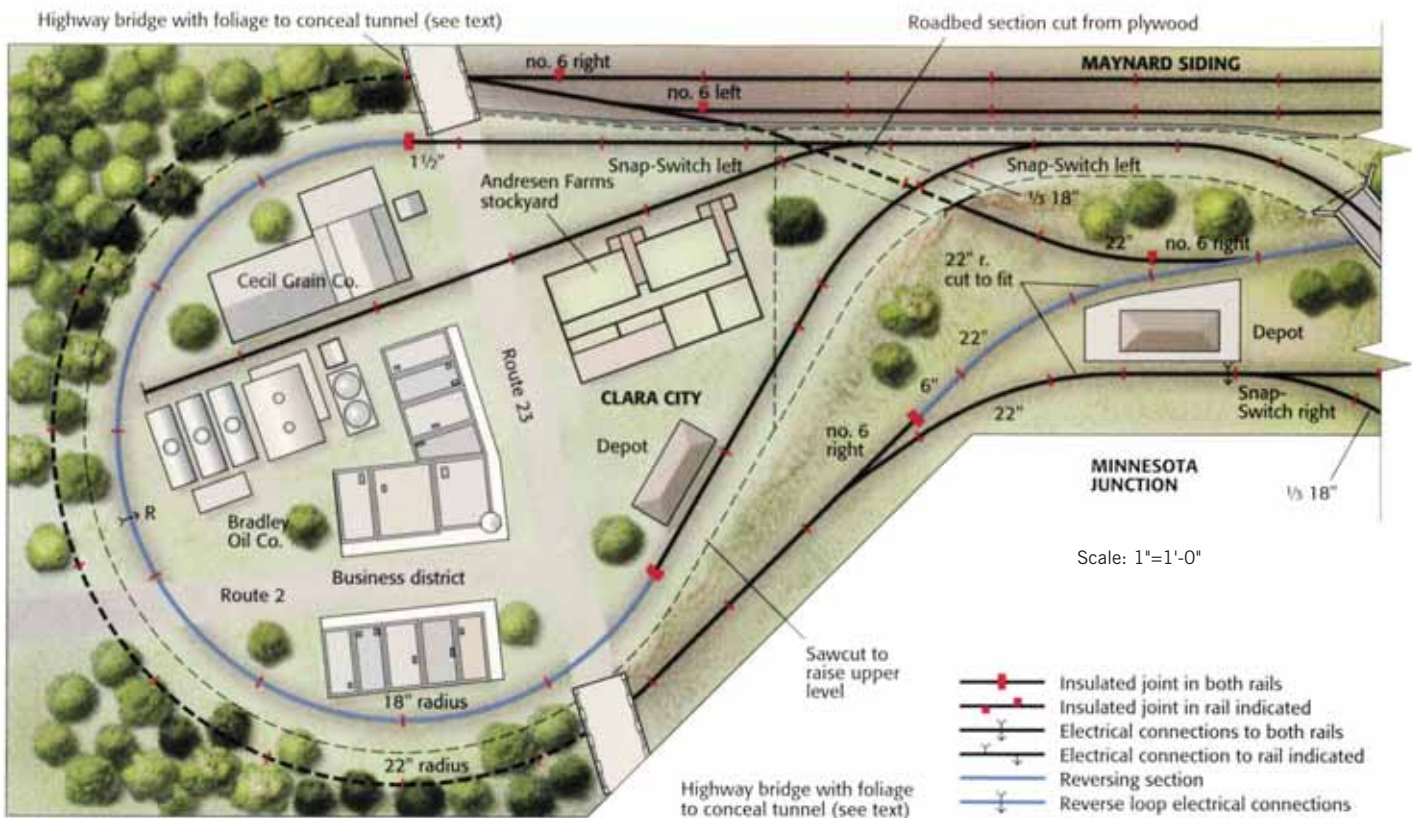 Highway bridge with foliage to conceal tunnel (see text)
Roadbed section cut from plywood
no. 6 right
MAYNARD SIDING
no. 6 left
1½"
Snap-Switch left
Snap-Switch left
Andresen Farms
stockyard
⅓ 18"
Cecil Grain Co.
22"
no. 6 right
22" r.
cut to fit
Depot
Route 23
22"
CLARA CITY
6"
22"
Snap-
Switch right
Depot
no. 6
right
MINNESOTA
JUNCTION
⅓ 18"
R
Bradley
Oil Co.
Scale: 1"=1'-0"
Business district
Route 2
Sawcut to
raise upper
level
18" radius
22" radius
Highway bridge with foliage
to conceal tunnel (see text)
Insulated joint in both rails
Insulated joint in rail indicated
Electrical connections to both rails
Electrical connection to rail indicated
Reversing section
Reverse loop electrical connections